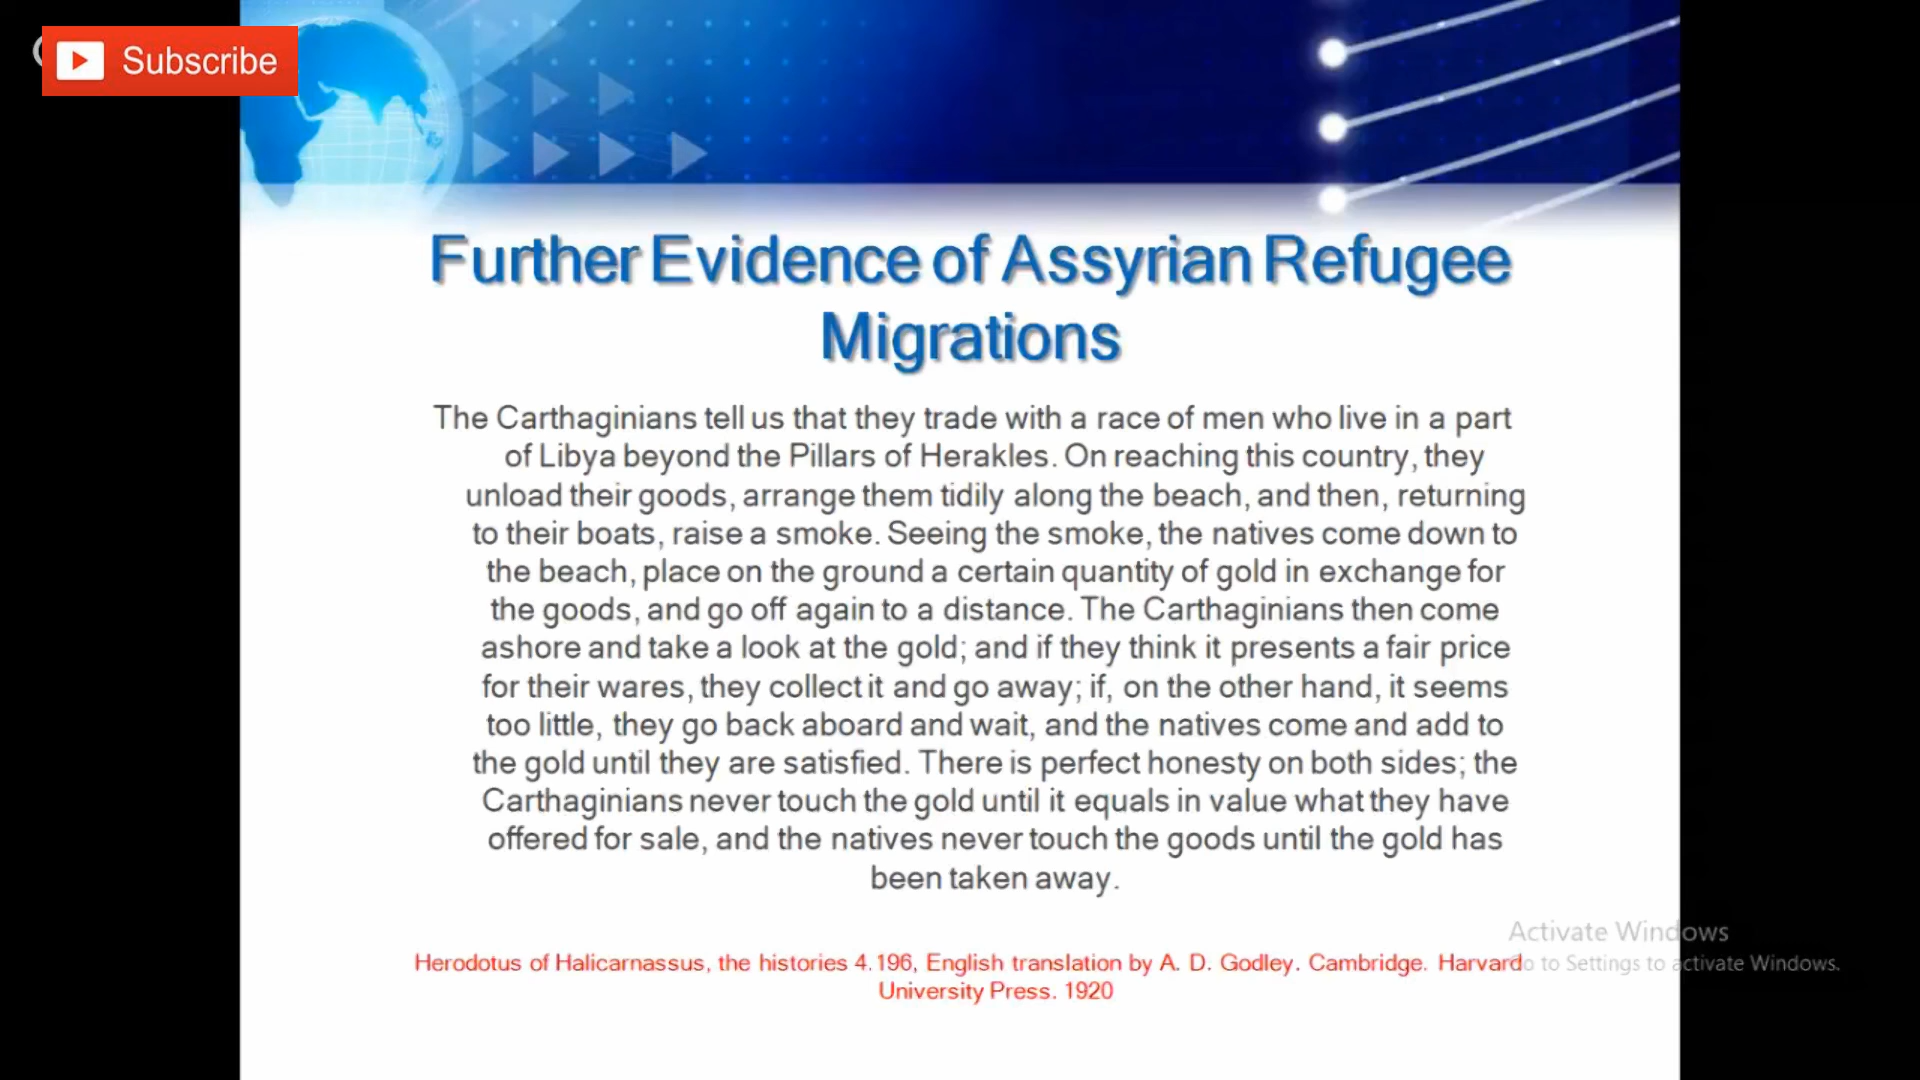 Subscribe
Further Evidence of Assyrian Refugee
Migrations
The Carthaginians tell us that they trade with a race of men who live in a part
of Libya beyond the Pillars of Herakles. On reaching this country, they
unload their goods, arrange them tidily along the beach, and then, returning
to their boats, raise a smoke. Seeing the smoke, the natives come down to
the beach, place on the ground a certain quantity of gold in exchange for
the goods, and go off again to a distance. The Carthaginians then come
ashore and take a look at the gold; and if they think it presents a fair price
for their wares, they collect it and go away; if, on the other hand, it seems
too little, they go back aboard and wait, and the natives come and add to
the gold until they are satisfied. There is perfect honesty on both sides; the
Carthaginians never touch the gold until it equals in value what they have
offered for sale, and the natives never touch the goods until the gold has
been taken away.
Activate Windows
Herodotus of Halicarnassus, the histories 4.196, English translation by A. D. Godley. Cambridge. Harvard
to Settings to activate Windows.
University Press. 1920